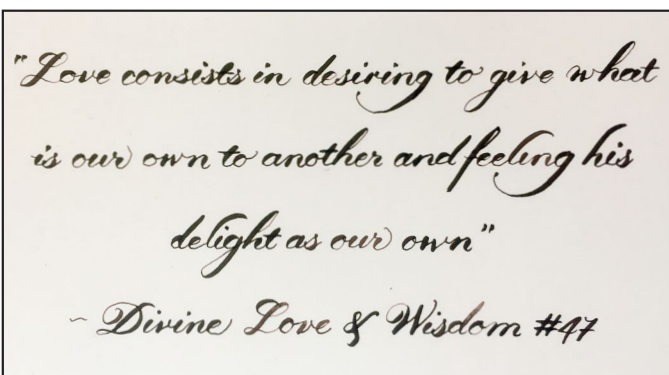 "Love consists in desiring to give what
is our own to another and feeling his
delight as our own"
~ Divine Love & Wisdom #47